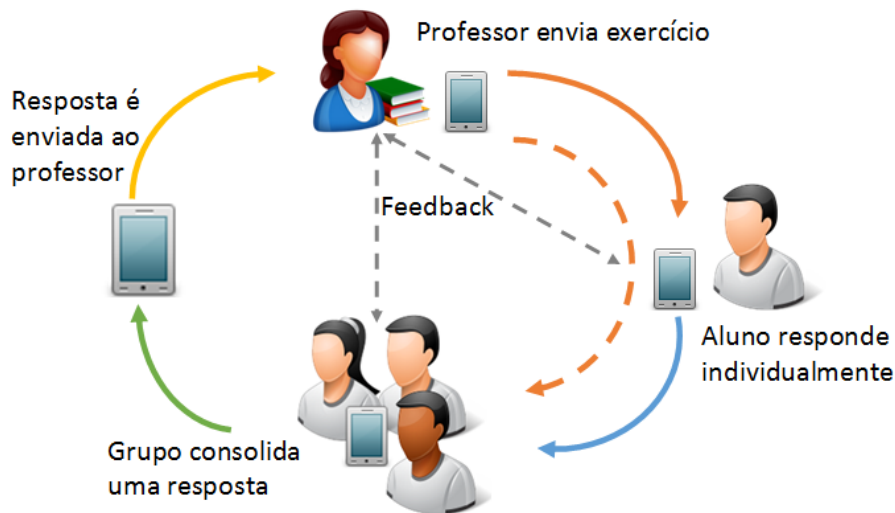 Professor envia exercício
Resposta é
enviada ao
professor
Feedback
Aluno responde
individualmente
Grupo consolida
uma resposta